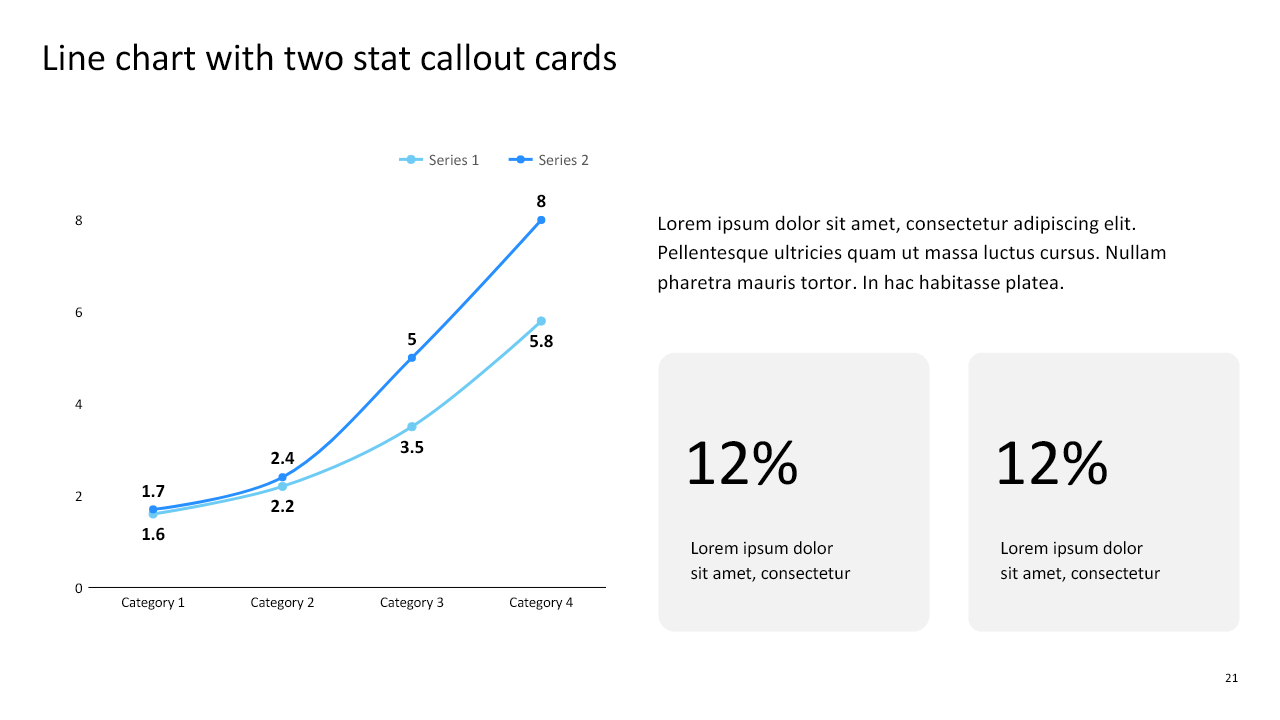 Line chart with two stat callout cards
Series 1
Series 2
8
6
4
2
0
8
5
5.8
3.5
2.4
2.2
1.7
1.6
Category 1
Category 2
Category 3
Category 4
Lorem ipsum dolor sit amet, consectetur adipiscing elit.
Pellentesque ultricies quam ut massa luctus cursus. Nullam
pharetra mauris tortor. In hac habitasse platea.
12%
Lorem ipsum dolor
sit amet, consectetur
12%
Lorem ipsum dolor
sit amet, consectetur
21